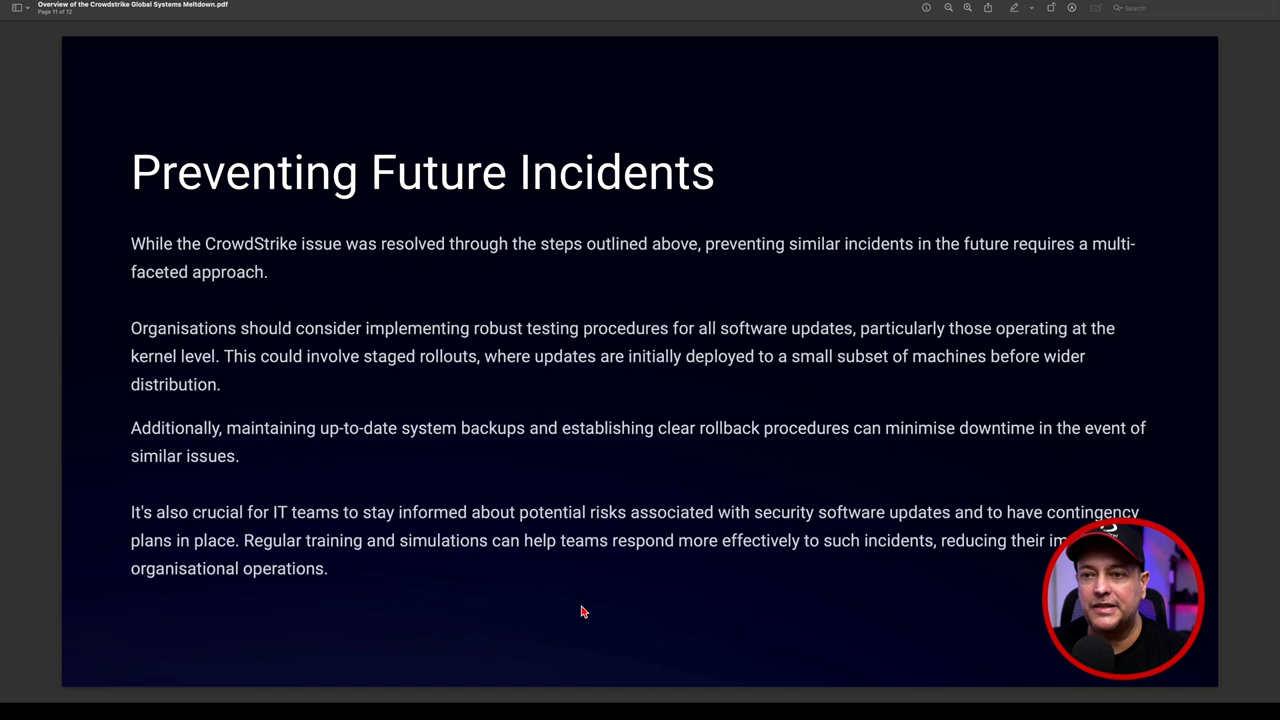 Overview of the Crowdstrike Global Systems Meltdown.pdf
Page 11 of 12
Search
Preventing Future Incidents
While the CrowdStrike issue was resolved through the steps outlined above, preventing similar incidents in the future requires a multi-
faceted approach.
Organisations should consider implementing robust testing procedures for all software updates, particularly those operating at the
kernel level. This could involve staged rollouts, where updates are initially deployed to a small subset of machines before wider
distribution.
Additionally, maintaining up-to-date system backups and establishing clear rollback procedures can minimise downtime in the event of
similar issues.
It's also crucial for IT teams to stay informed about potential risks associated with security software updates and to have contingency
plans in place. Regular training and simulations can help teams respond more effectively to such incidents, reducing their
organisational operations.